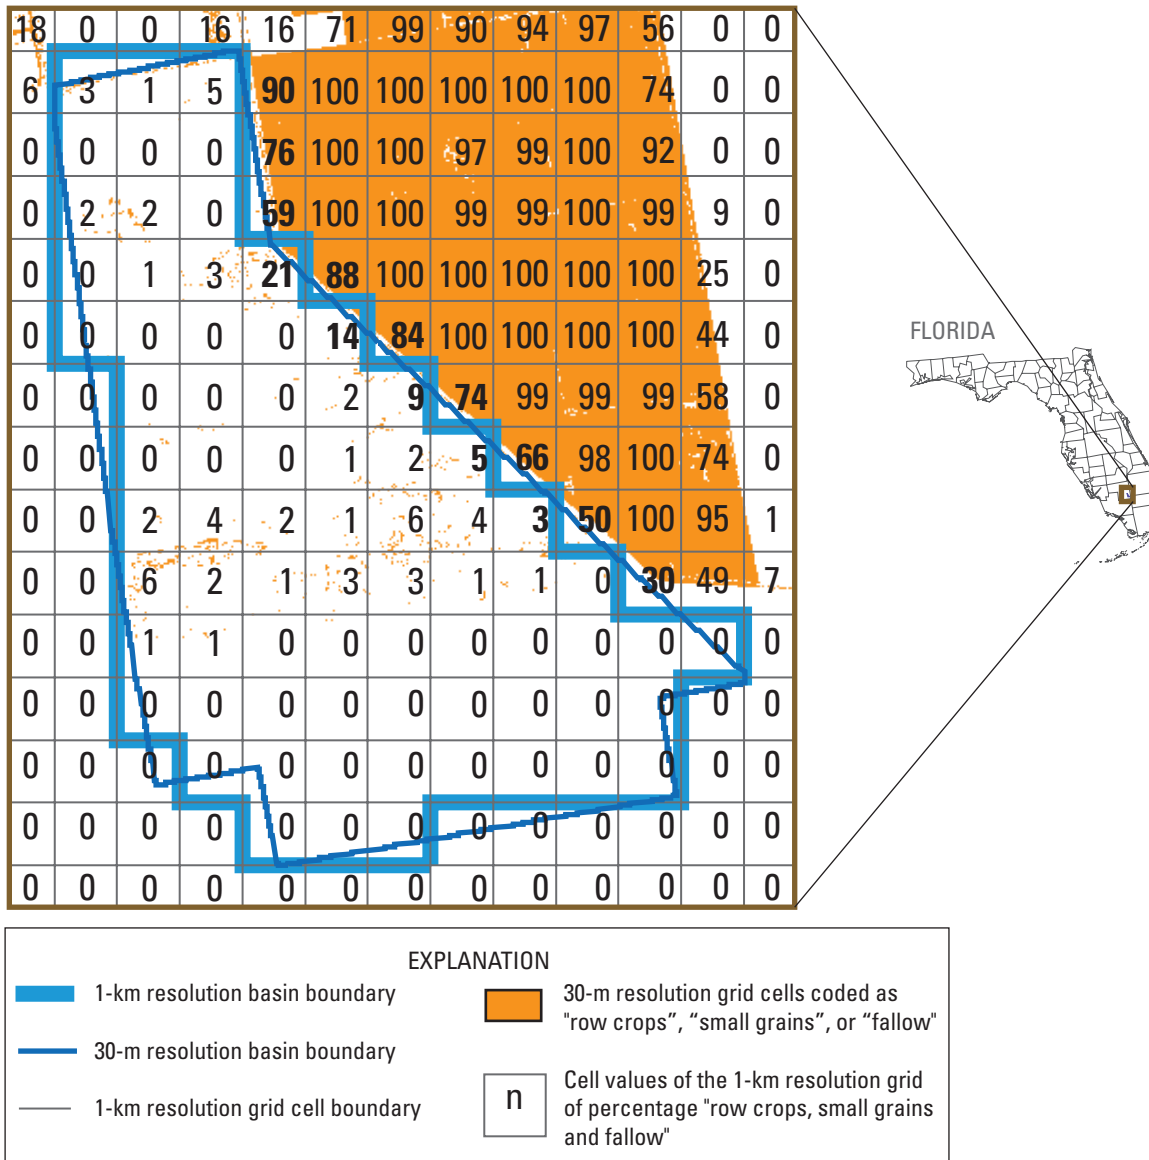 18 0 0 16 16 71 99 90 94 97 56 0 0
6 3 1 5 90 100 100 100 100 100 74 0 0
0 0 0 0 76 100 100 97 99 100 92 0 0
0 2 2 0 59 100 100 99 99 100 99 9 0
0 0 1 3 21 88 100 100 100 100 100 25 0
0 0 0 0 0 14 84 100 100 100 100 44 0
FLORIDA
0 0 0 0 0 2 9 74 99 99 99 58 0
0 0 0 0 0 1 2 5 66 98 100 74 0
0 0 2 4 2 1 6 4 3 50 100 95 1
0 0 6 2 1 3 3 1 1 0 30 49 7
0 0 1 1 0 0 0 0 0 0 0 0 0
0 0 0 0 0 0 0 0 0 0 0 0 0
0 0 0 0 0 0 0 0 0 0 0 0 0
0 0 0 0 0 0 0 0 0 0 0 0 0
0 0 0 0 0 0 0 0 0 0 0 0 0
EXPLANATION
1-km resolution basin boundary
30-m resolution basin boundary
1-km resolution grid cell boundary
30-m resolution grid cells coded as
"row crops”, “small grains”, or “fallow”
n
Cell values of the 1-km resolution grid
of percentage "row crops, small grains
and fallow"